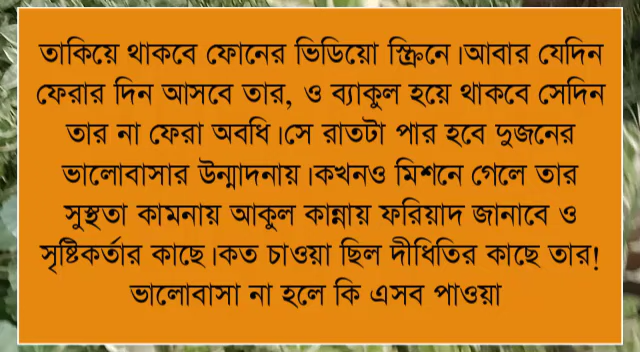 তাকিয়ে থাকবে ফোনের ভিডিয়ো স্ক্রিনে।আবার যেদিন
ফেরার দিন আসবে তার, ও ব্যাকুল হয়ে থাকবে সেদিন
তার না ফেরা অবধি।সে রাতটা পার হবে দুজনের
ভালোবাসার উন্মাদনায়।কখনও মিশনে গেলে তার
সুস্থতা কামনায় আকুল কান্নায় ফরিয়াদ জানাবে ও
সৃষ্টিকর্তার কাছে।কত চাওয়া ছিল দীধিতির কাছে তার!
ভালোবাসা না হলে কি এসব পাওয়া